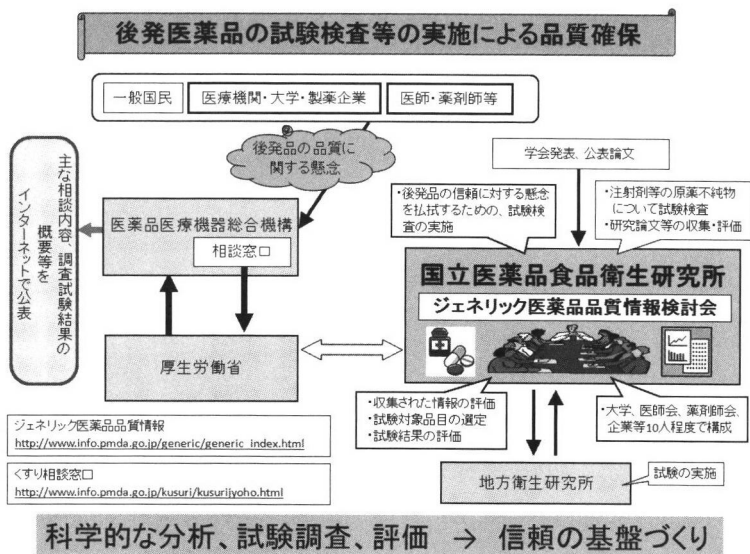 後発医薬品の試験検査等の実施による品質確保
一般国民
医療機関・大学・製薬企業
医師・薬剤師等
後発品の品質に
関する懸念
学会発表、公表論文
主な相談内容、調査試験結果の
概要等を
インターネットで公表
医薬品医療機器総合機構
相談窓口
・後発品の信頼に対する懸念
を払拭するための、試験検
査の実施
・注射剤等の原薬不純物
について試験検査
・研究論文等の収集・評価
国立医薬品食品衛生研究所
ジェネリック医薬品品質情報検討会
厚生労働省
・収集された情報の評価
・試験対象品目の選定
・試験結果の評価
・大学、医師会、薬剤師会、
企業等10人程度で構成
ジェネリック医薬品品質情報
http://www.info.pmda.go.jp/generic/generic_index.html
くすり相談窓口
http://www.info.pmda.go.jp/kusuri/kusurijyoho.html
地方衛生研究所
試験の実施
科学的な分析、試験調査、評価 → 信頼の基盤づくり